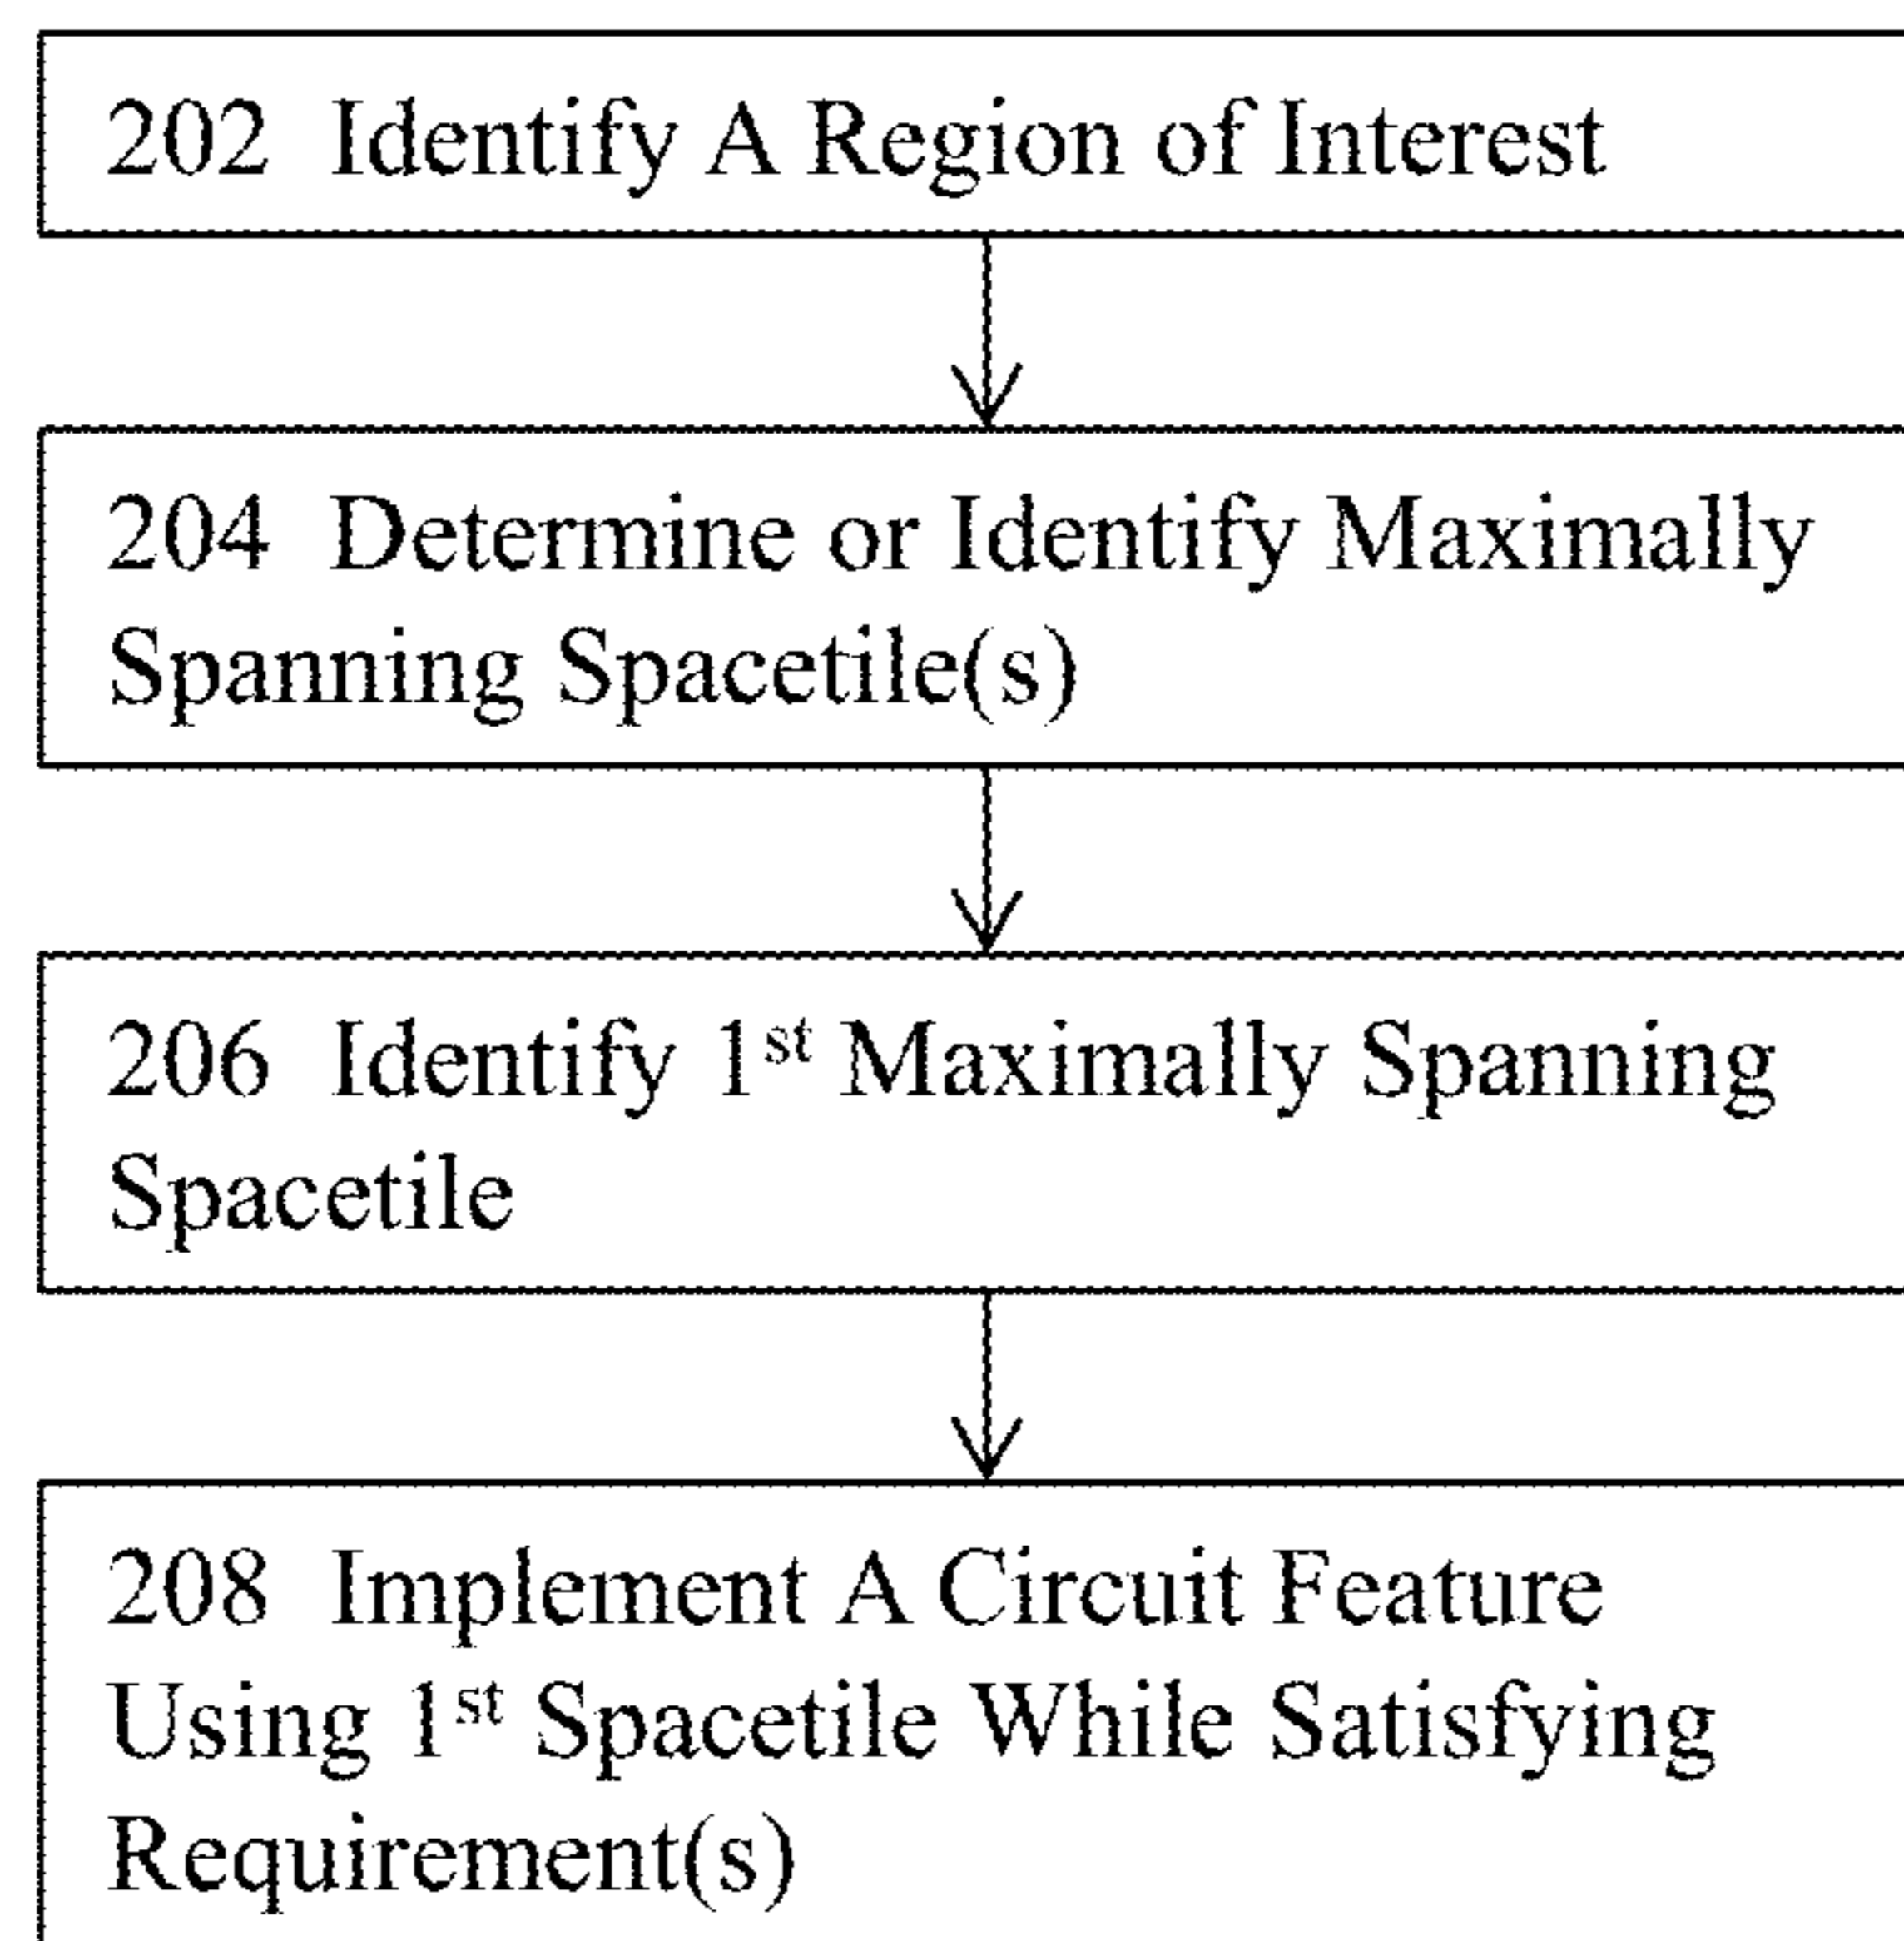 202 Identify A Region of Interest
204 Determine or Identify Maximally
Spanning Spacetile(s)
206 Identify 1st Maximally Spanning
Spacetile
208 Implement A Circuit Feature
Using 1st Spacetile While Satisfying
Requirement(s)